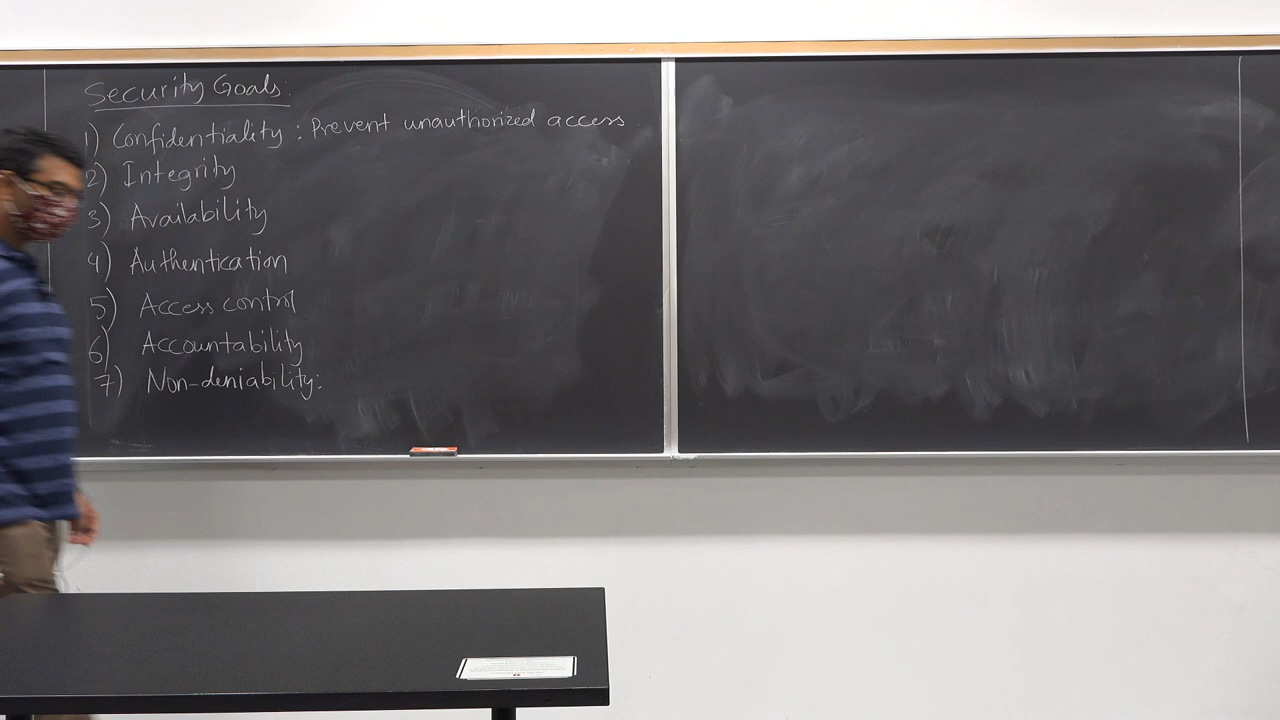 Security Goals:
1) Confidentiality : Prevent unauthorized access
2) Integrity
3) Availability
4) Authentication
5) Access control
6) Accountability
7) Non-deniability: